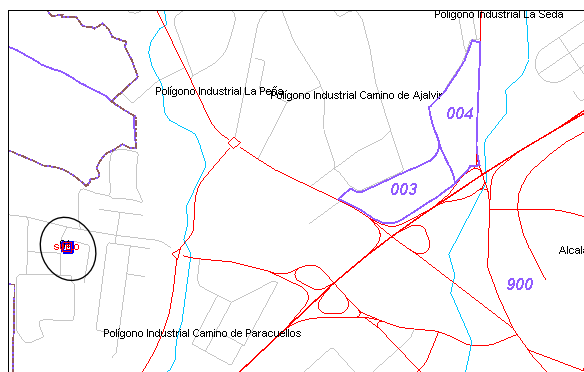 Polígono Industrial La Seda
Polígono Industrial La Peña
Polígono Industrial Camino de Ajalvir
004
003
Alcala
900
Polígono Industrial Camino de Paracuellos